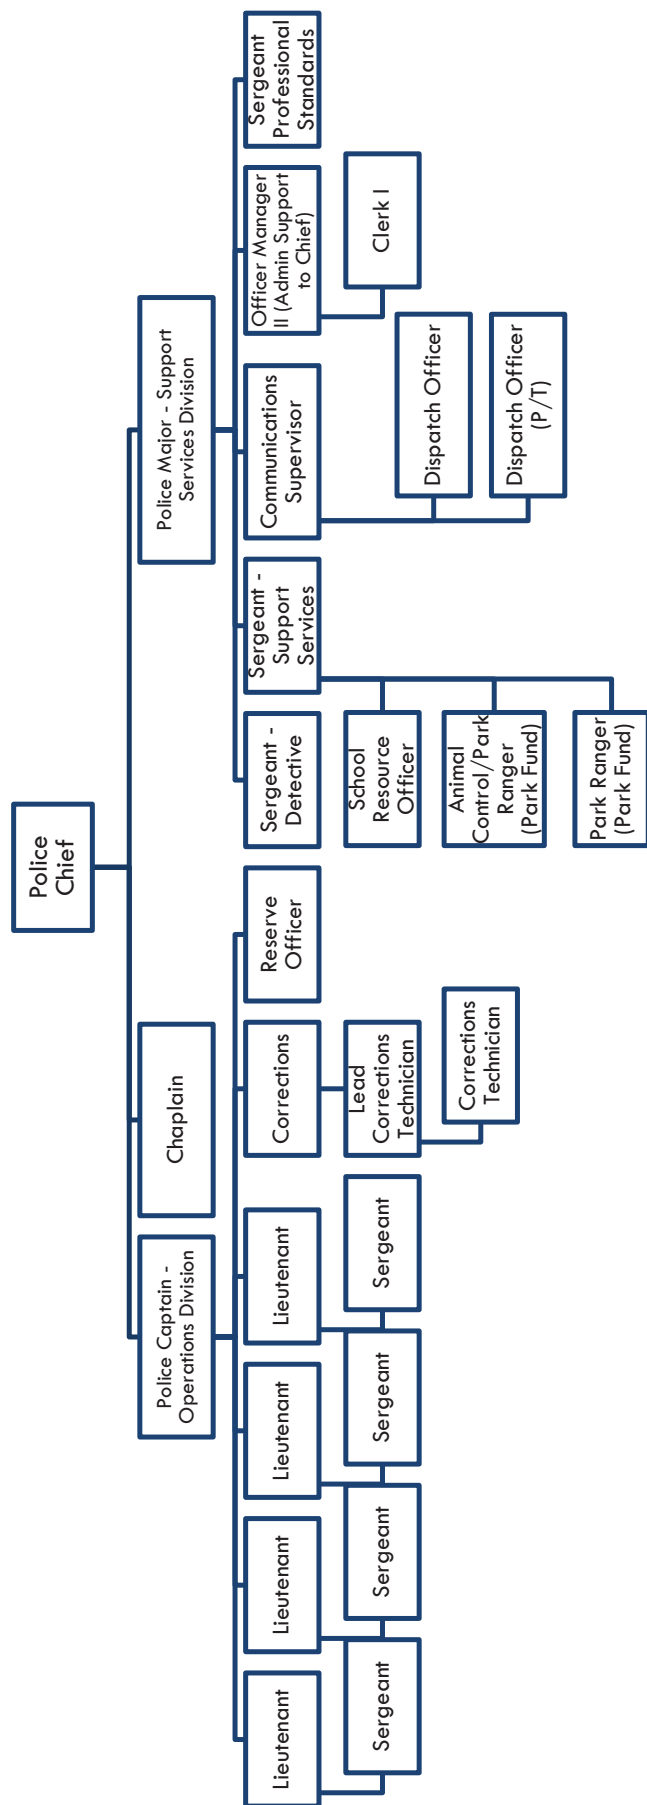 Police
Chief
Police Captain -
Operations Division
Chaplain
Police Major - Support
Services Division
Lieutenant
Lieutenant
Lieutenant
Lieutenant
Corrections
Reserve
Officer
Sergeant -
Detective
Sergeant -
Support
Services
Communications
Supervisor
Officer Manager
II (Admin Support
to Chief)
Sergeant
Professional
Standards
Sergeant
Sergeant
Sergeant
Sergeant
Lead
Corrections
Technician
Corrections
Technician
School
Resource
Officer
Animal
Control/Park
Ranger
(Park Fund)
Park Ranger
(Park Fund)
Dispatch Officer
Dispatch Officer
(P/T)
Clerk I